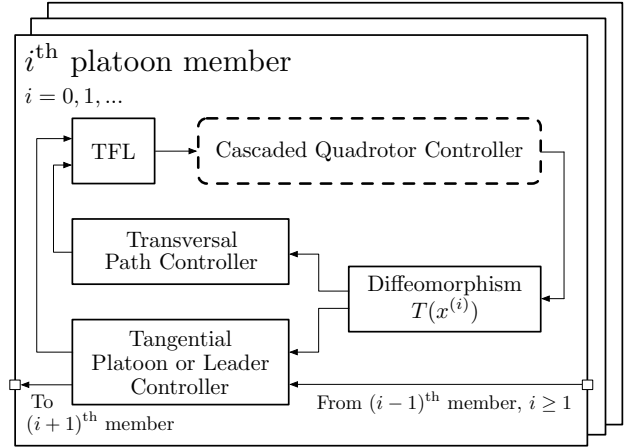 iᵗʰ platoon member
i = 0, 1, ...
TFL
Cascaded Quadrotor Controller
Transversal
Path Controller
Diffeomorphism
T(x⁽ⁱ⁾)
Tangential
Platoon or Leader
Controller
To
(i + 1)ᵗʰ member
From (i − 1)ᵗʰ member, i ≥ 1